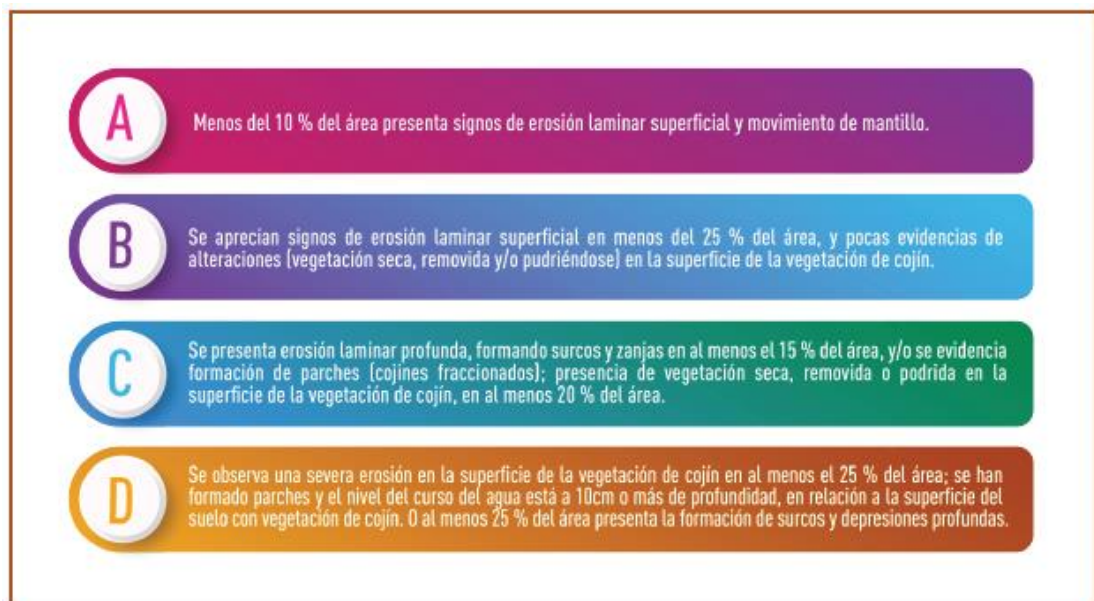 A
Menos del 10 % del área presenta signos de erosión laminar superficial y movimiento de mantillo.
B
Se aprecian signos de erosión laminar superficial en menos del 25 % del área, y pocas evidencias de
alteraciones (vegetación seca, removida y/o pudriéndose) en la superficie de la vegetación de cojín.
C
Se presenta erosión laminar profunda, formando surcos y zanjas en al menos el 15 % del área, y/o se evidencia
formación de parches (cojines fraccionados); presencia de vegetación seca, removida o podrida en la
superficie de la vegetación de cojín, en al menos 20 % del área.
D
Se observa una severa erosión en la superficie de la vegetación de cojín en al menos el 25 % del área; se han
formado parches y el nivel del curso del agua está a 10cm o más de profundidad, en relación a la superficie del
suelo con vegetación de cojín. O al menos 25 % del área presenta la formación de surcos y depresiones profundas.